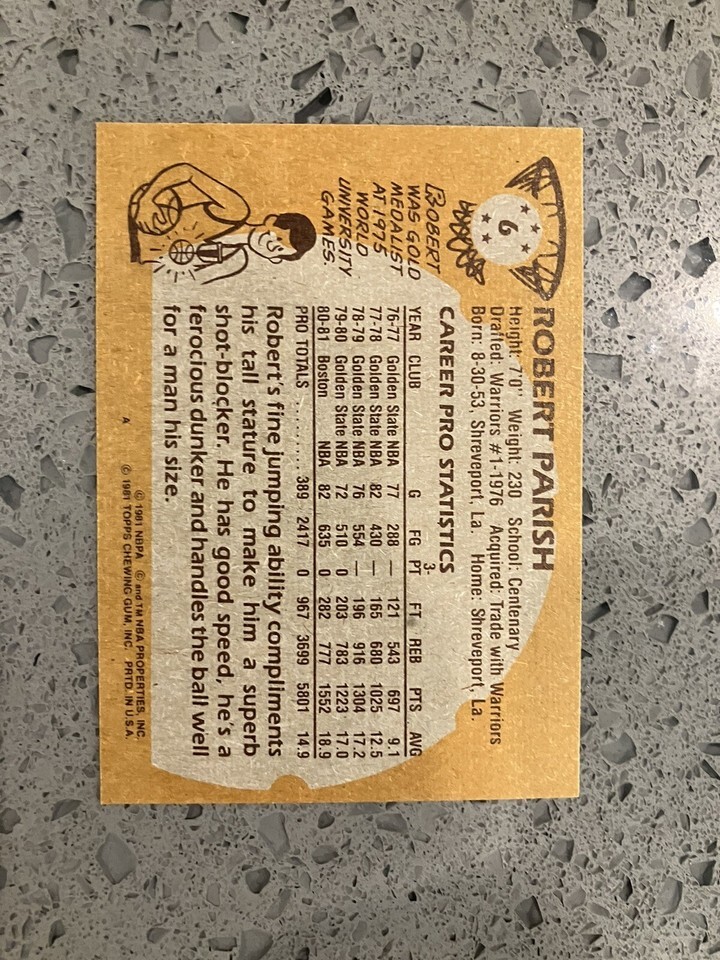 6
ROBERT PARISH
Height: 7'0" Weight: 230 School: Centenary
Drafted: Warriors #1-1976 Acquired: Trade with Warriors
Born: 8-30-53, Shreveport, La. Home: Shreveport, La.
ROBERT
WAS GOLD
MEDALIST
AT 1975
WORLD
UNIVERSITY
GAMES.
CAREER PRO STATISTICS
3-
YEAR CLUB G FG PT FT REB PTS AVG
76-77 Golden State NBA 77 288 — 121 543 697 9.1
77-78 Golden State NBA 82 430 — 165 680 1025 12.5
78-79 Golden State NBA 76 554 — 196 916 1304 17.2
79-80 Golden State NBA 72 510 0 203 783 1223 17.0
80-81 Boston NBA 82 635 0 282 777 1552 18.9
PRO TOTALS .......... 389 2417 0 967 3699 5801 14.9
Robert's fine jumping ability compliments
his tall stature to make him a superb
shot-blocker. He has good speed, he's a
ferocious dunker and handles the ball well
for a man his size.
© 1981 NBPA © and TM NBA PROPERTIES, INC.
A © 1981 TOPPS CHEWING GUM, INC. PRTD. IN U.S.A.